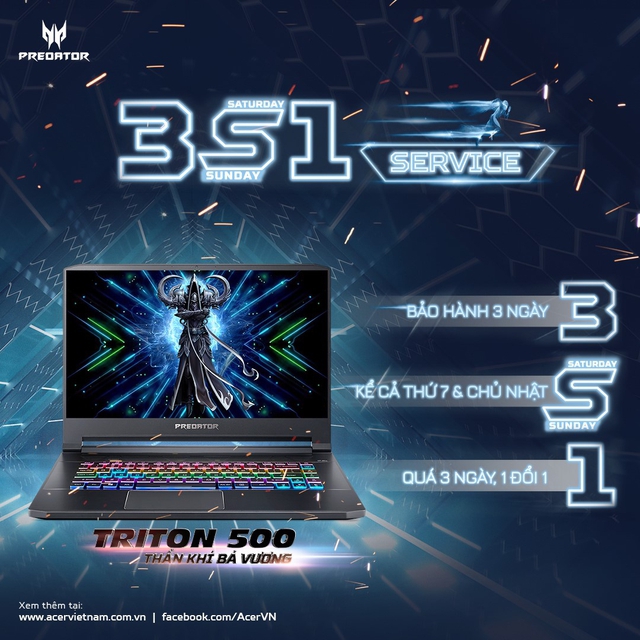 PREDATOR
3S1
SATURDAY
SUNDAY
SERVICE
BẢO HÀNH 3 NGÀY
3
KỂ CẢ THỨ 7 & CHỦ NHẬT
SATURDAY
S
SUNDAY
QUÁ 3 NGÀY, 1 ĐỔI 1
1
PREDATOR
TRITON 500
THẦN KHÍ BÁ VƯƠNG
Xem thêm tại:
www.acervietnam.com.vn | facebook.com/AcerVN